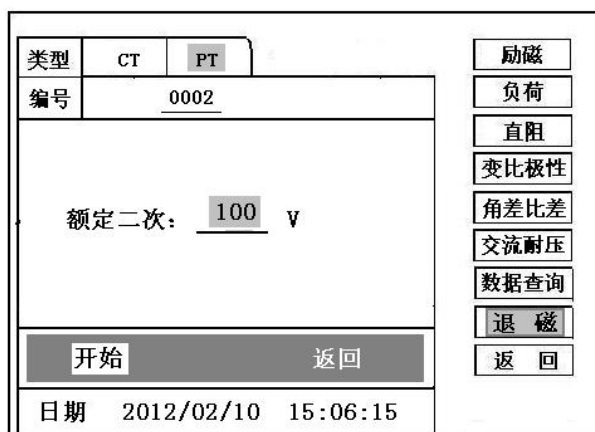 类型 CT PT
编号 0002
额定二次： 100 V
开始 返回
日期 2012/02/10 15:06:15
励磁
负荷
直阻
变比极性
角差比差
交流耐压
数据查询
退 磁
返 回